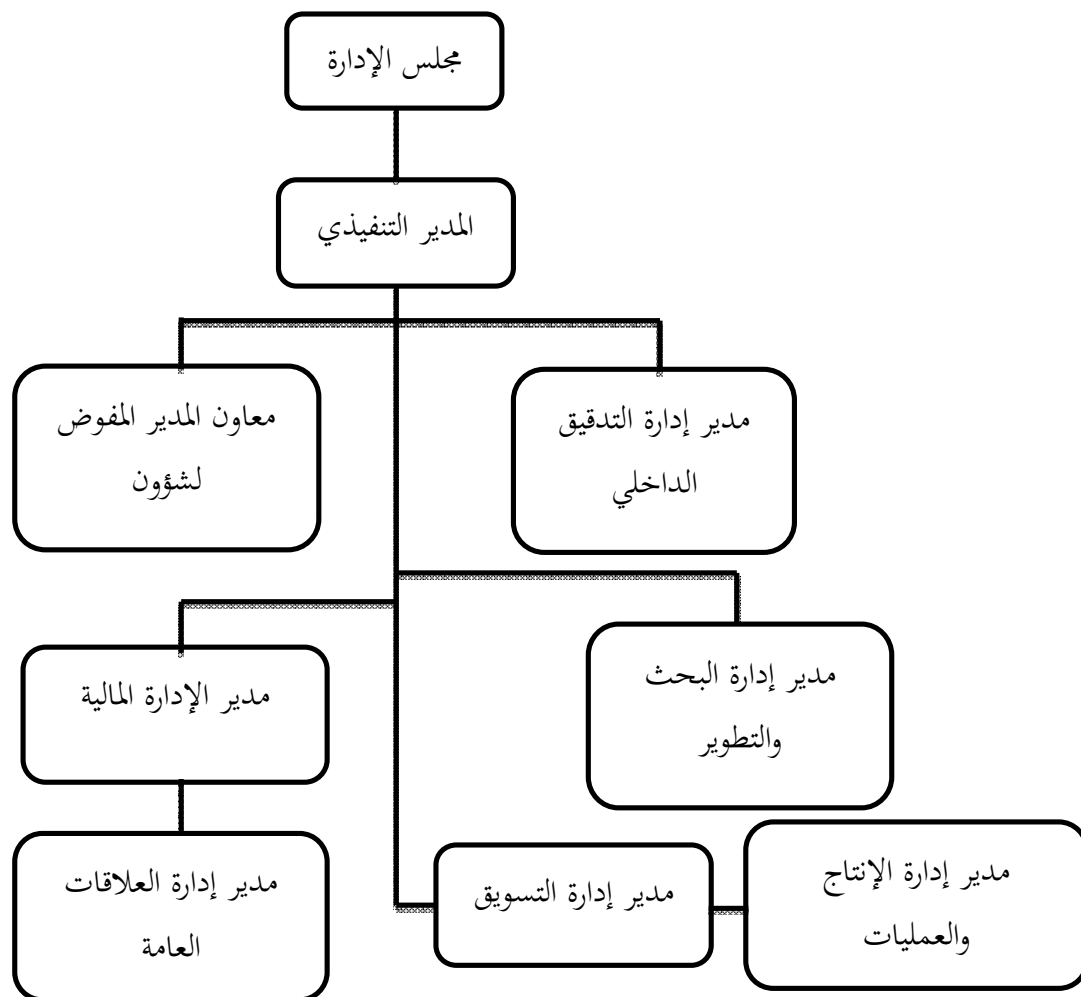 مجلس الإدارة
المدير التنفيذي
مدير إدارة التدقيق
الداخلي
معاون المدير المفوض
لشؤون
مدير إدارة البحث
والتطوير
مدير الإدارة المالية
مدير إدارة الإنتاج
والعمليات
مدير إدارة التسويق
مدير إدارة العلاقات
العامة